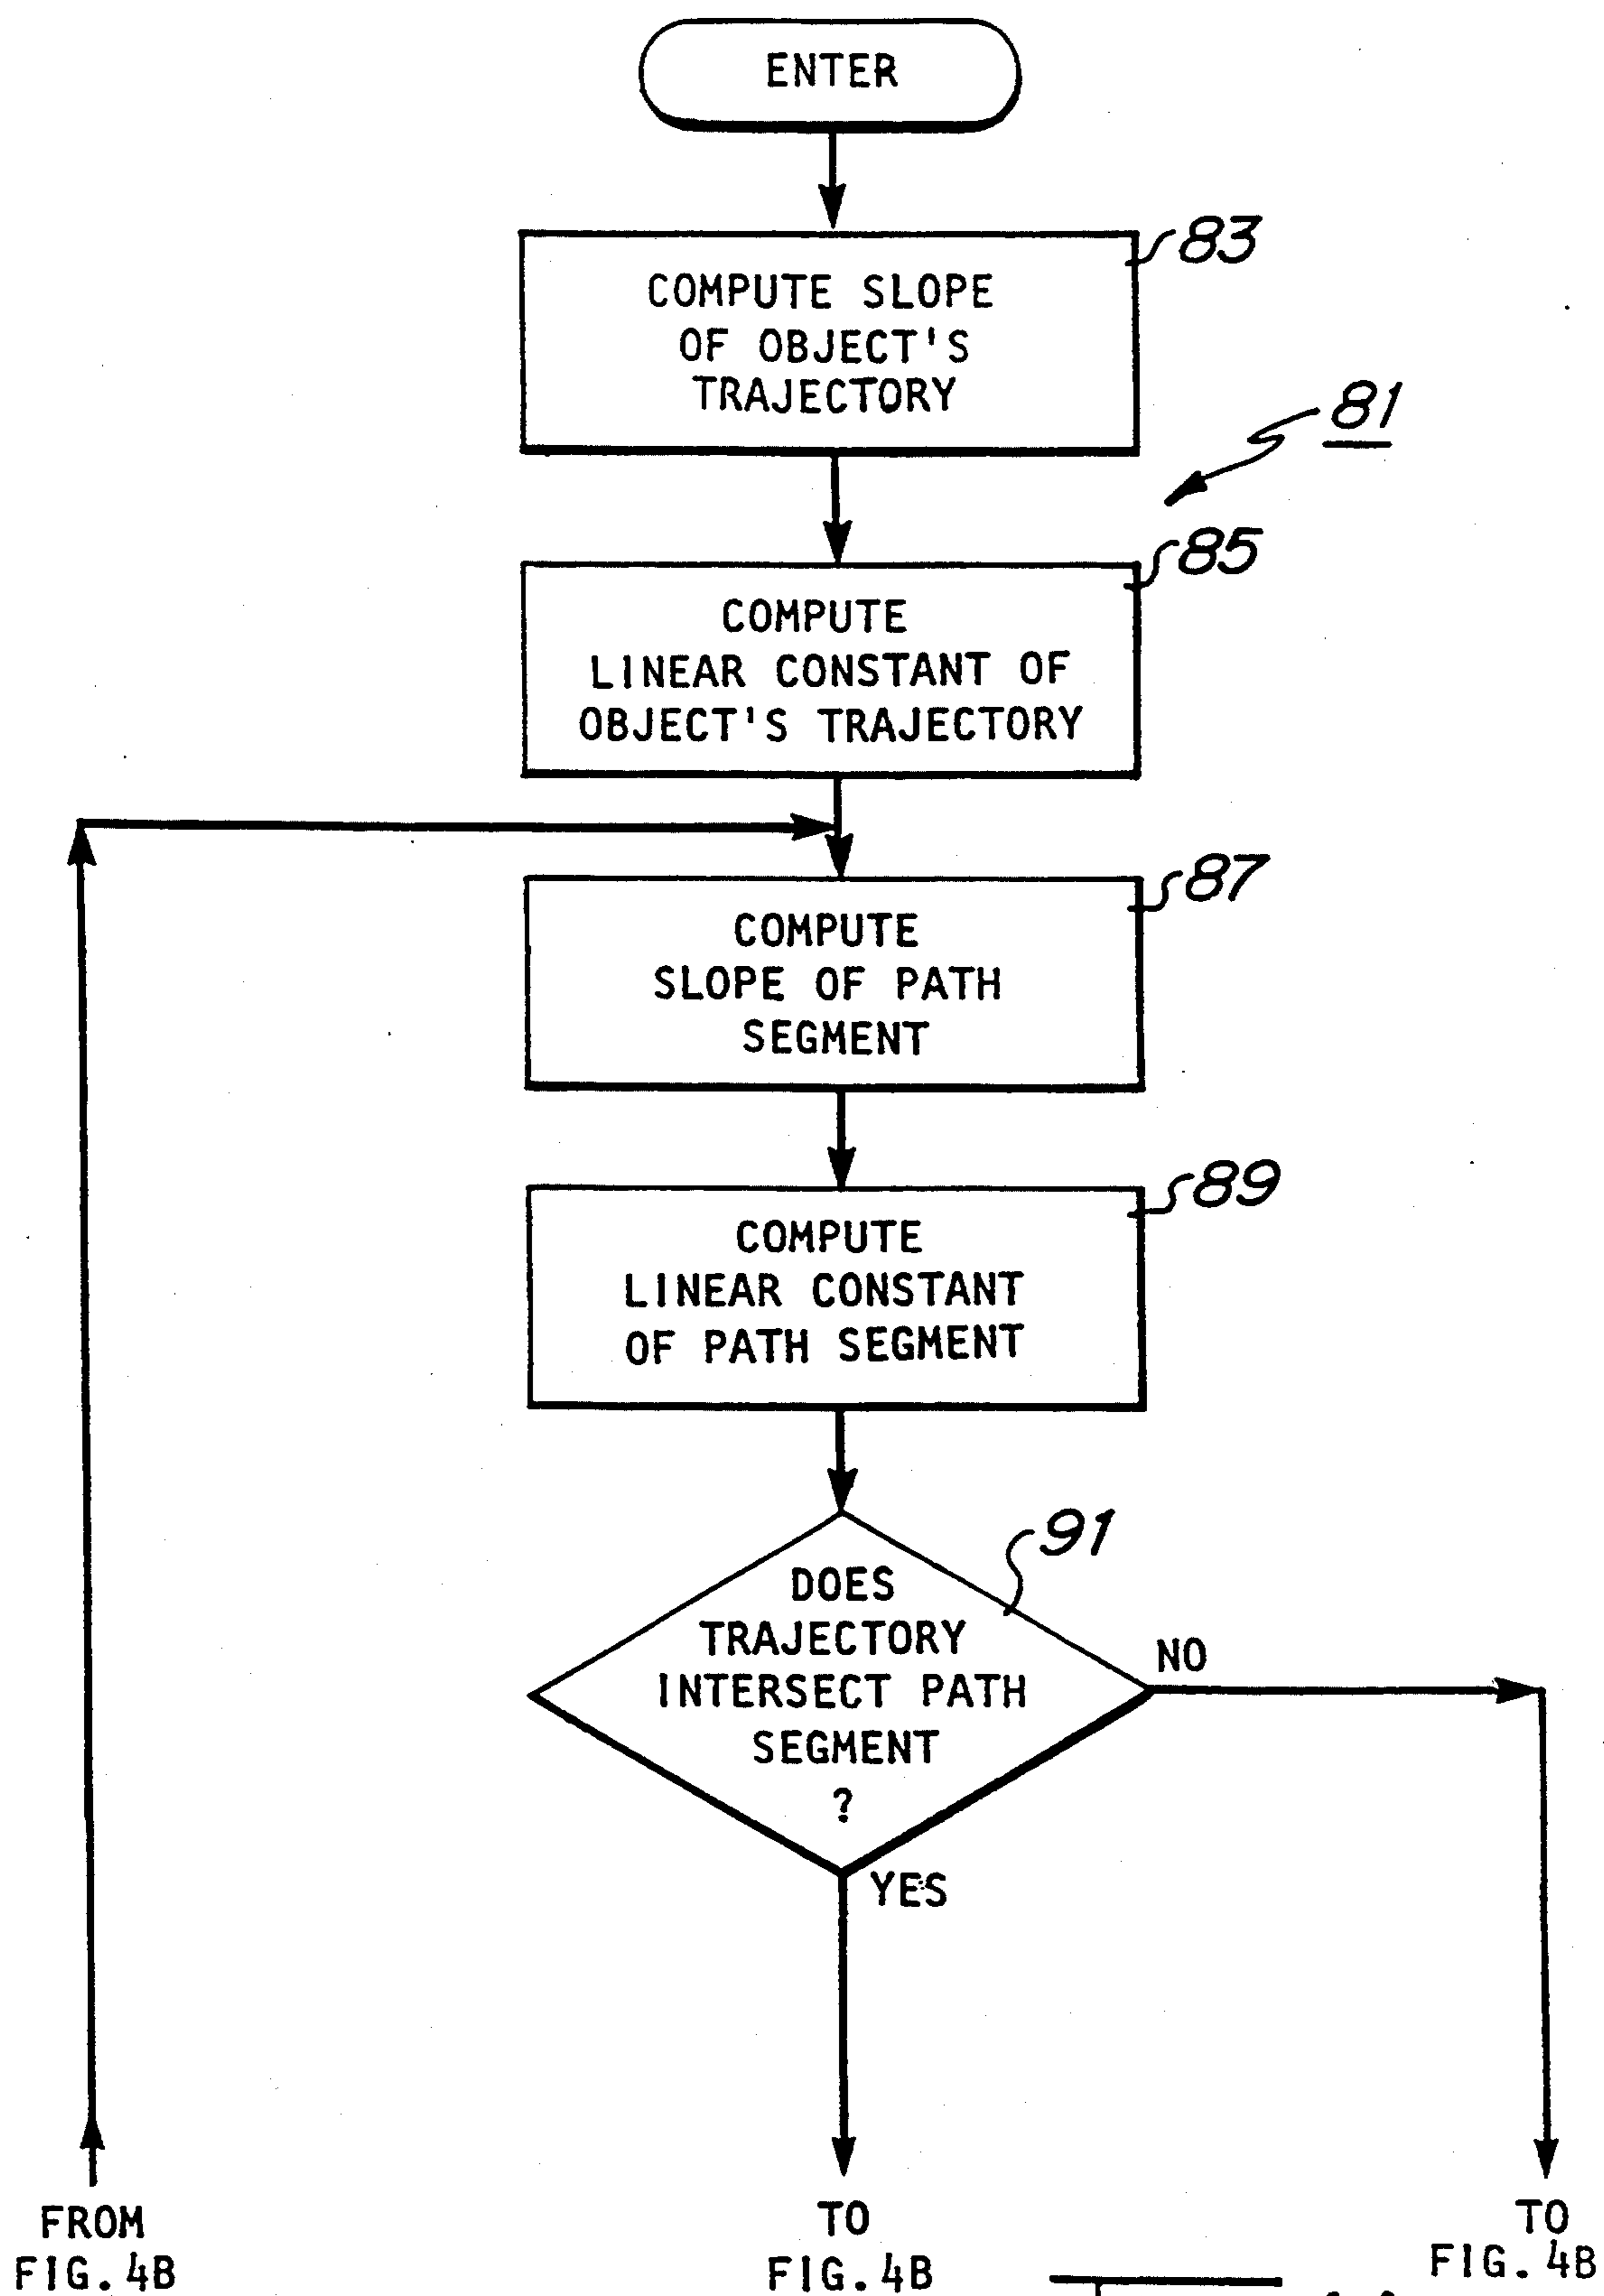 ENTER
83
COMPUTE SLOPE
OF OBJECT'S
TRAJECTORY
81
85
COMPUTE
LINEAR CONSTANT OF
OBJECT'S TRAJECTORY
87
COMPUTE
SLOPE OF PATH
SEGMENT
89
COMPUTE
LINEAR CONSTANT
OF PATH SEGMENT
91
DOES
TRAJECTORY
INTERSECT PATH
SEGMENT
?
NO
YES
FROM
FIG. 4B
TO
FIG. 4B
TO
FIG. 4B